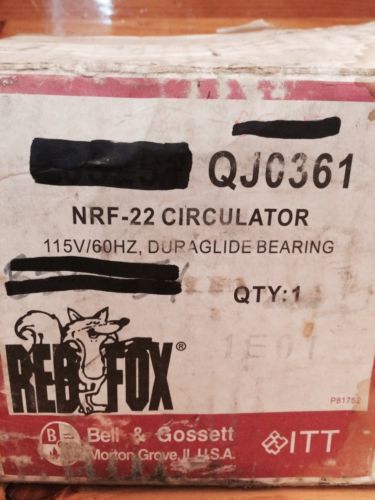 QJ0361
NRF-22 CIRCULATOR
115V/60HZ, DURAGLIDE BEARING
QTY:1
1E01
RED FOX®
P81752
B
Bell & Gossett
ITT
Morton Grove, Il. U.S.A.